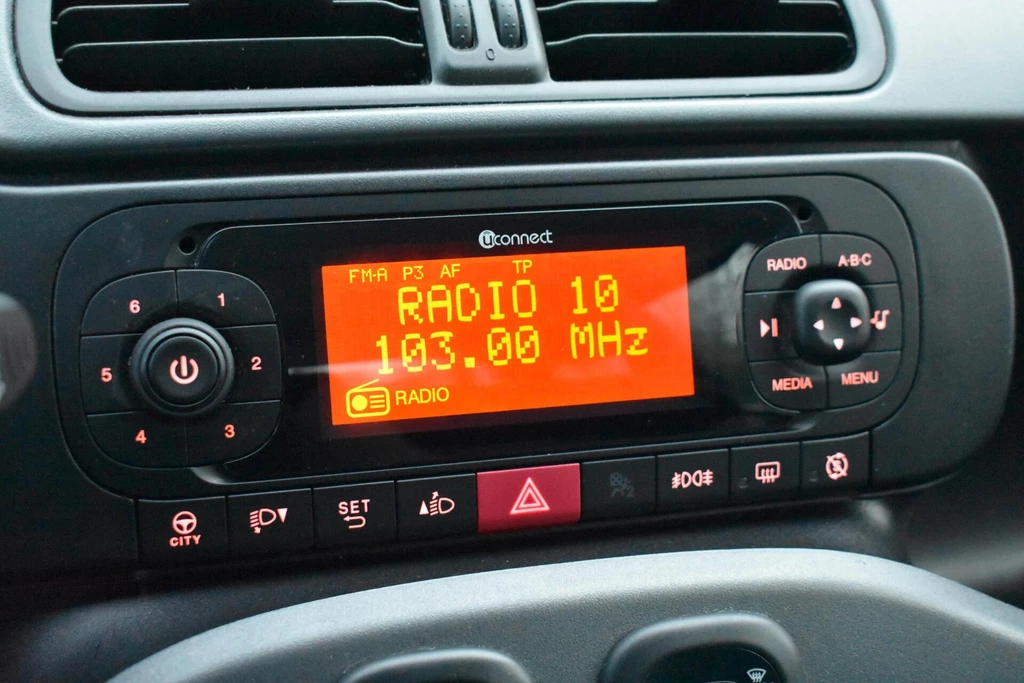 0
uconnect
FM-A P3 AF TP
RADIO 10
103.00 MHz
RADIO
6 1
5 2
4 3
RADIO A·B·C
MEDIA MENU
CITY
SET